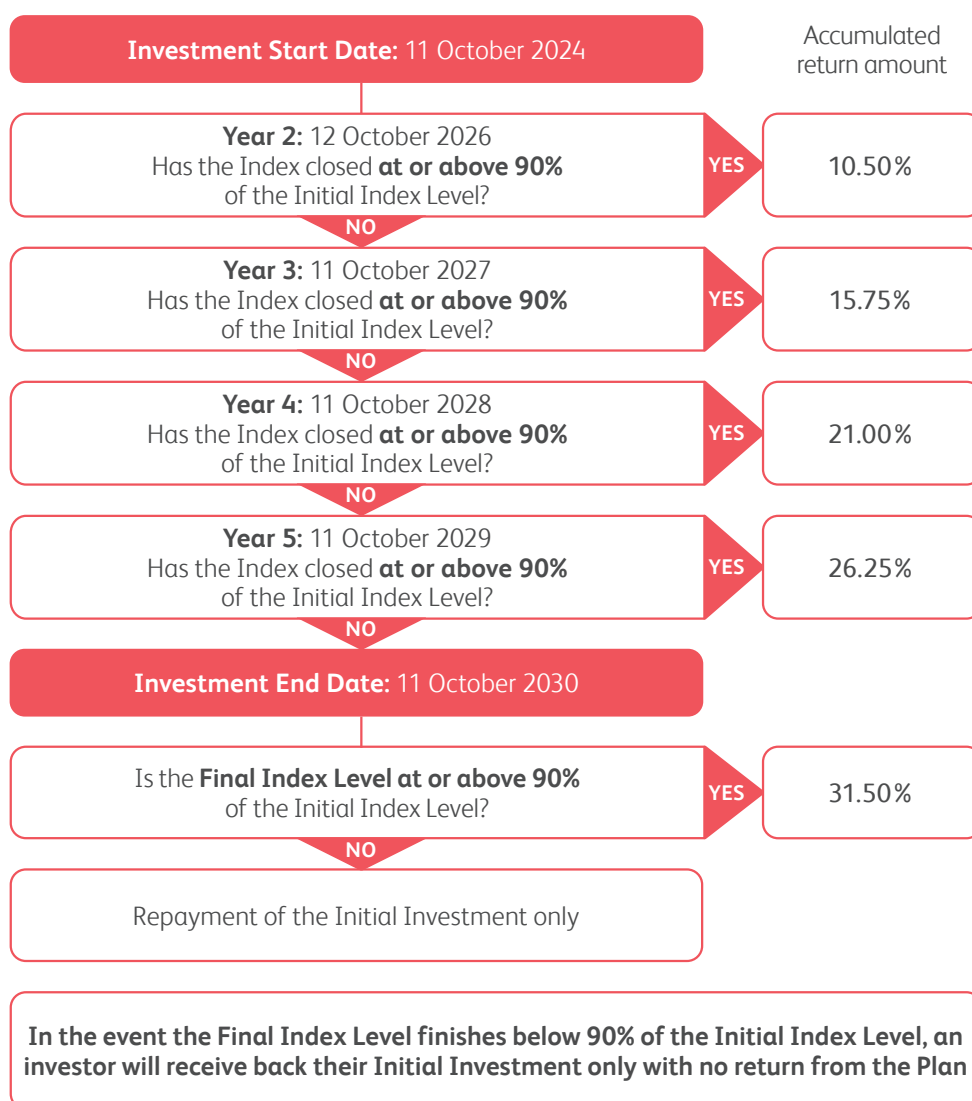 Investment Start Date: 11 October 2024
Accumulated
return amount
Year 2: 12 October 2026
Has the Index closed at or above 90%
of the Initial Index Level?
YES
10.50%
NO
Year 3: 11 October 2027
Has the Index closed at or above 90%
of the Initial Index Level?
YES
15.75%
NO
Year 4: 11 October 2028
Has the Index closed at or above 90%
of the Initial Index Level?
YES
21.00%
NO
Year 5: 11 October 2029
Has the Index closed at or above 90%
of the Initial Index Level?
YES
26.25%
NO
Investment End Date: 11 October 2030
Is the Final Index Level at or above 90%
of the Initial Index Level?
YES
31.50%
NO
Repayment of the Initial Investment only
In the event the Final Index Level finishes below 90% of the Initial Index Level, an
investor will receive back their Initial Investment only with no return from the Plan